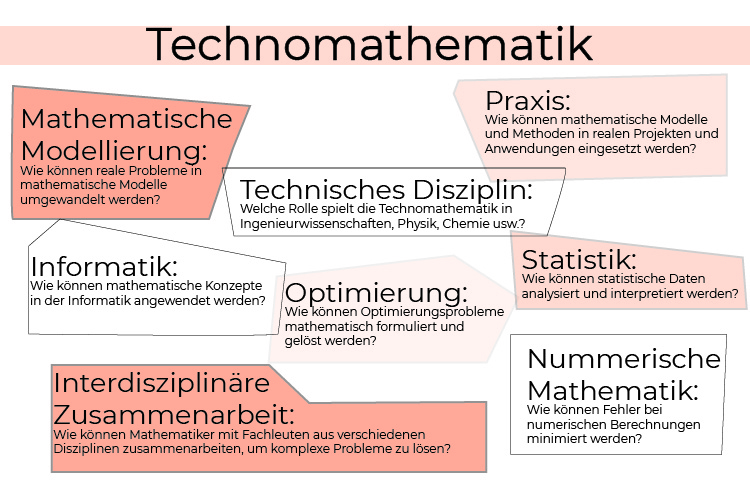 Technomathematik
Mathematische
Modellierung:
Wie können reale Probleme in
mathematische Modelle
umgewandelt werden?
Praxis:
Wie können mathematische Modelle
und Methoden in realen Projekten und
Anwendungen eingesetzt werden?
Technisches Disziplin:
Welche Rolle spielt die Technomathematik in
Ingenieurwissenschaften, Physik, Chemie usw.?
Informatik:
Wie können mathematische Konzepte
in der Informatik angewendet werden?
Optimierung:
Wie können Optimierungsprobleme
mathematisch formuliert und
gelöst werden?
Statistik:
Wie können statistische Daten
analysiert und interpretiert werden?
Interdisziplinäre
Zusammenarbeit:
Wie können Mathematiker mit Fachleuten aus verschiedenen
Disziplinen zusammenarbeiten, um komplexe Probleme zu lösen?
Nummerische
Mathematik:
Wie können Fehler bei
numerischen Berechnungen
minimiert werden?